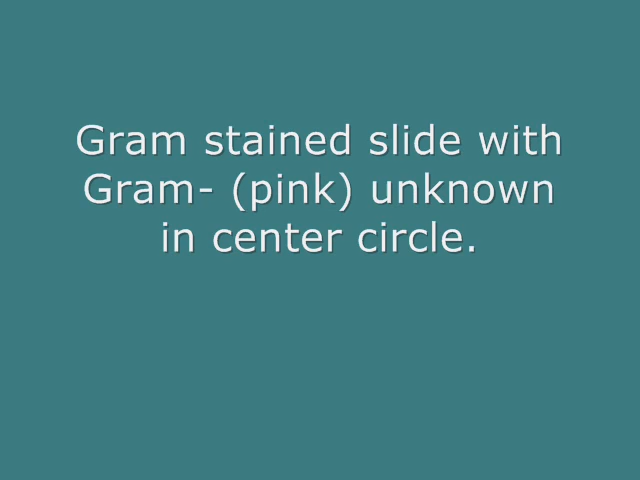 Gram stained slide with
Gram- (pink) unknown
in center circle.